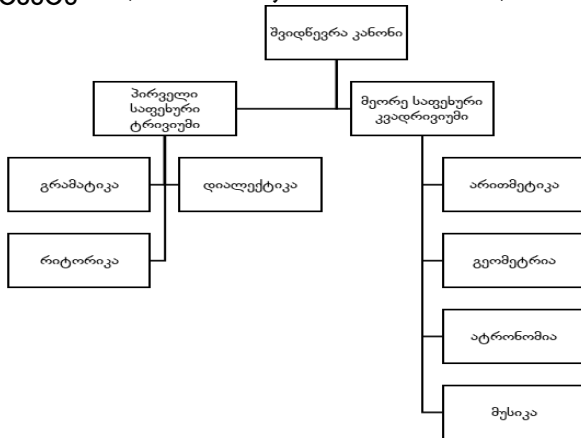 შვიდწევრა კანონი
პირველი
საფეხური
ტრივიუმი
მეორე საფეხური
კვადრივიუმი
გრამატიკა
დიალექტიკა
რიტორიკა
არითმეტიკა
გეომეტრია
ატრონომია
მუსიკა